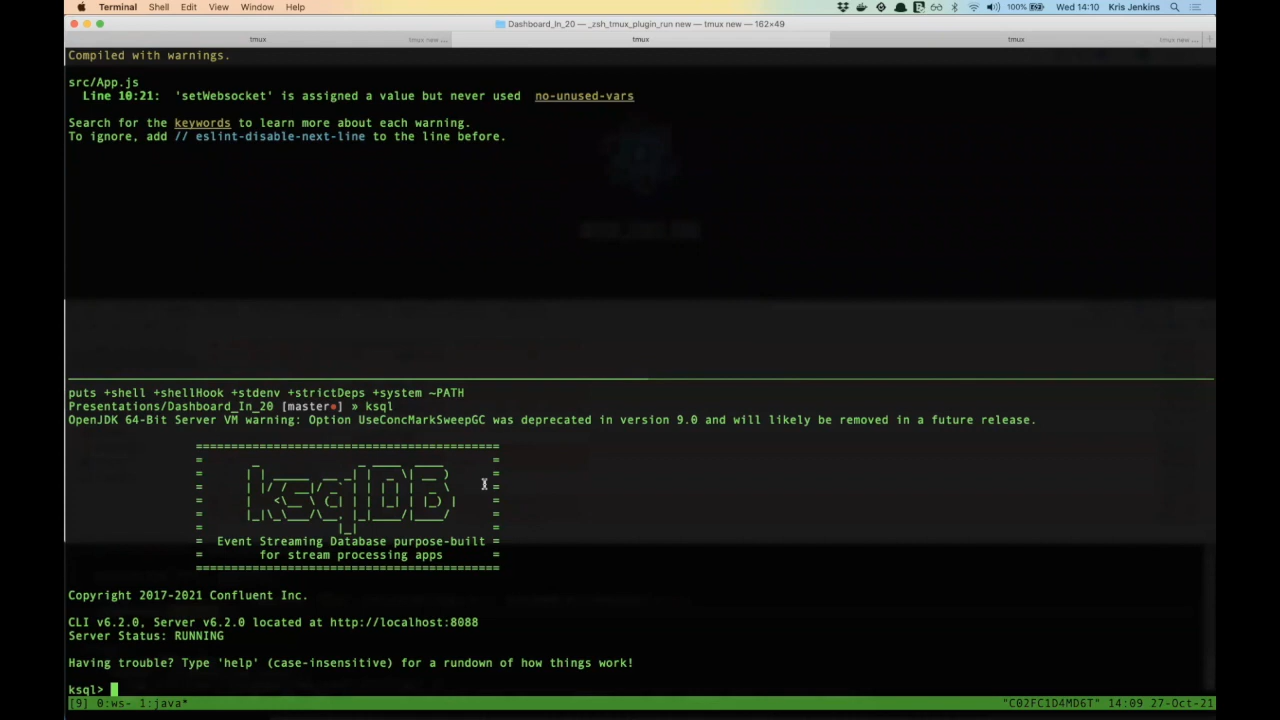 Terminal Shell Edit View Window Help 100% Wed 14:10 Kris Jenkins
Dashboard_In_20 — _zsh_tmux_plugin_run new — tmux new — 162×49
tmux tmux new ... tmux tmux tmux new ...
Compiled with warnings.
src/App.js
Line 10:21: 'setWebsocket' is assigned a value but never used no-unused-vars
Search for the keywords to learn more about each warning.
To ignore, add // eslint-disable-next-line to the line before.
puts +shell +shellHook +stdenv +strictDeps +system ~PATH
Presentations/Dashboard_In_20 [master●] » ksql
OpenJDK 64-Bit Server VM warning: Option UseConcMarkSweepGC was deprecated in version 9.0 and will likely be removed in a future release.
ksqlDB
= Event Streaming Database purpose-built =
= for stream processing apps =
===========================================
Copyright 2017-2021 Confluent Inc.
CLI v6.2.0, Server v6.2.0 located at http://localhost:8088
Server Status: RUNNING
Having trouble? Type 'help' (case-insensitive) for a rundown of how things work!
ksql>
[9] 0:ws- 1:java* "C02FC1D4MD6T" 14:09 27-Oct-21